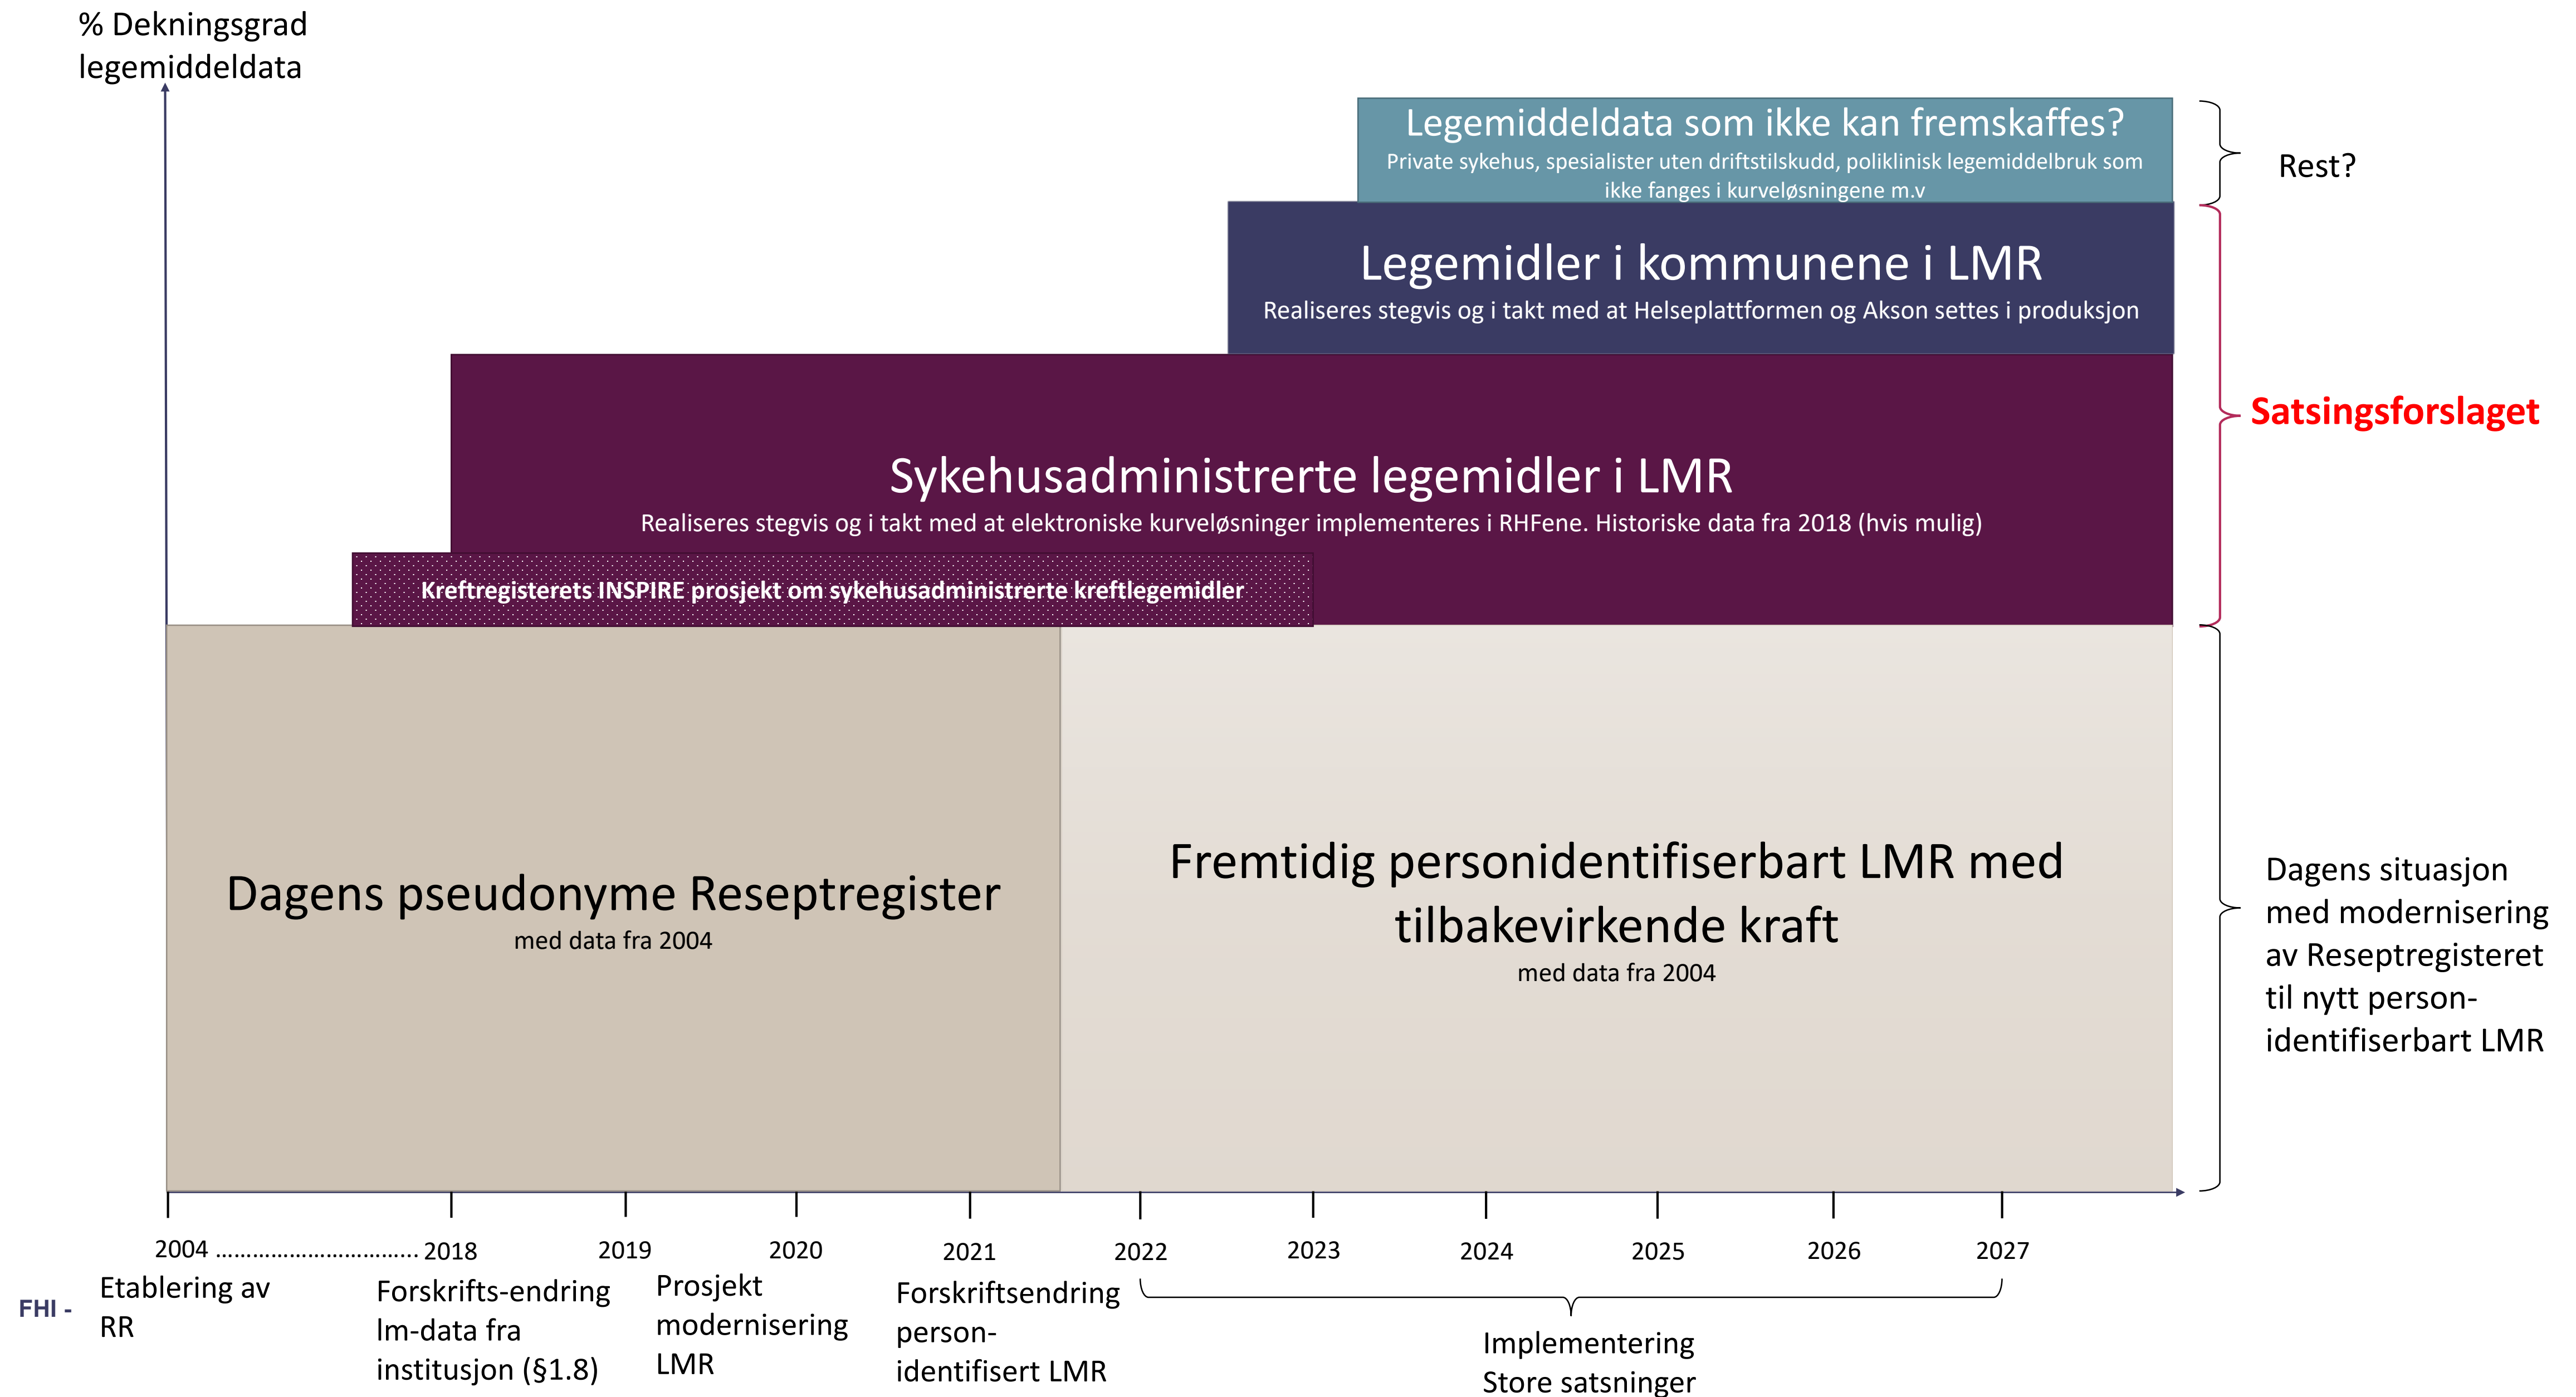 % Dekningsgrad
legemiddeldata
Legemiddeldata som ikke kan fremskaffes?
Private sykehus, spesialister uten driftstilskudd, poliklinisk legemiddelbruk som
ikke fanges i kurveløsningene m.v
Rest?
Legemidler i kommunene i LMR
Realiseres stegvis og i takt med at Helseplattformen og Akson settes i produksjon
Satsingsforslaget
Sykehusadministrerte legemidler i LMR
Realiseres stegvis og i takt med at elektroniske kurveløsninger implementeres i RHFene. Historiske data fra 2018 (hvis mulig)
Kreftregisterets INSPIRE prosjekt om sykehusadministrerte kreftlegemidler
Dagens pseudonyme Reseptregister
med data fra 2004
Fremtidig personidentifiserbart LMR med
tilbakevirkende kraft
med data fra 2004
Dagens situasjon
med modernisering
av Reseptregisteret
til nytt person-
identifiserbart LMR
2004 .................................. 2018 2019 2020 2021 2022 2023 2024 2025 2026 2027
FHI -
Etablering av
RR
Forskrifts-endring
lm-data fra
institusjon (§1.8)
Prosjekt
modernisering
LMR
Forskriftsendring
person-
identifisert LMR
Implementering
Store satsninger